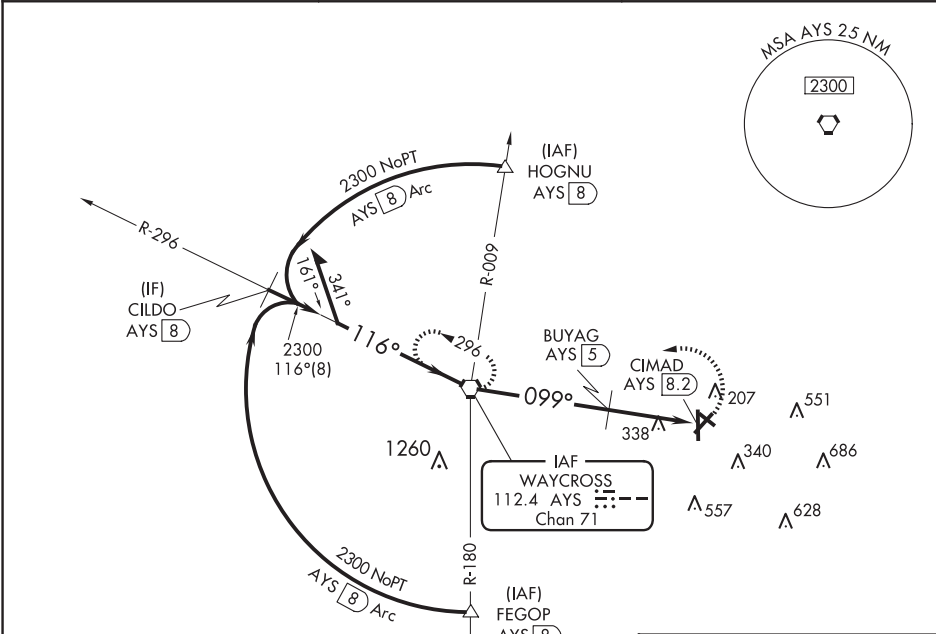 MSA AYS 25 NM
2300
(IAF)
HOGNU
AYS 8
2300 NoPT
AYS 8 Arc
R-296
R-009
(IF)
CILDO
AYS 8
161°
341°
2300
116°(8)
116°
296
BUYAG
AYS 5
CIMAD
AYS 8.2
099°
207
551
338
340
686
1260
557
628
IAF
WAYCROSS
112.4 AYS
Chan 71
R-180
2300 NoPT
AYS 8 Arc
(IAF)
FEGOP
AYS 8